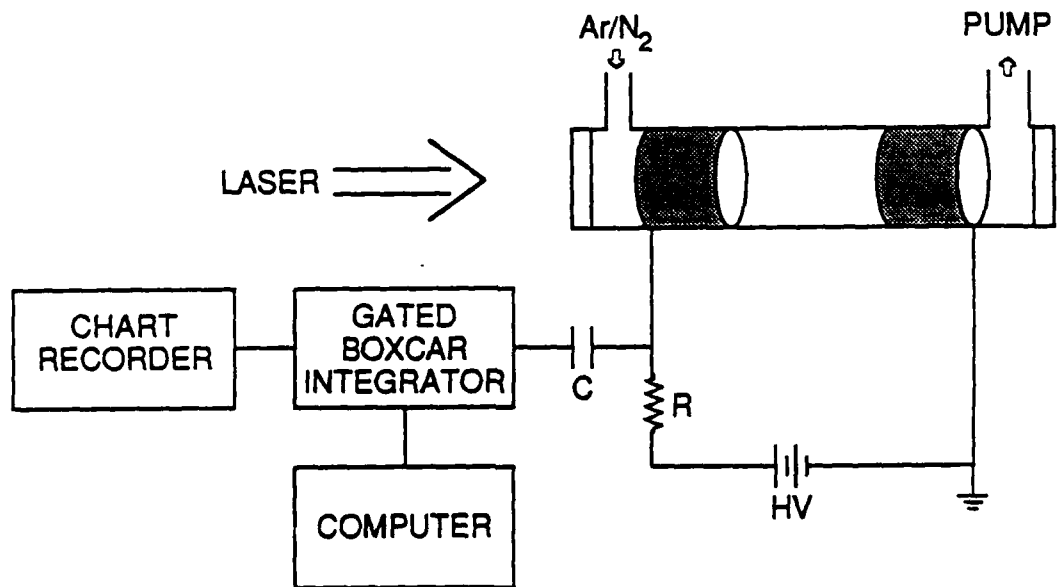 Ar/N₂
PUMP
LASER
CHART
RECORDER
GATED
BOXCAR
INTEGRATOR
C
R
HV
COMPUTER